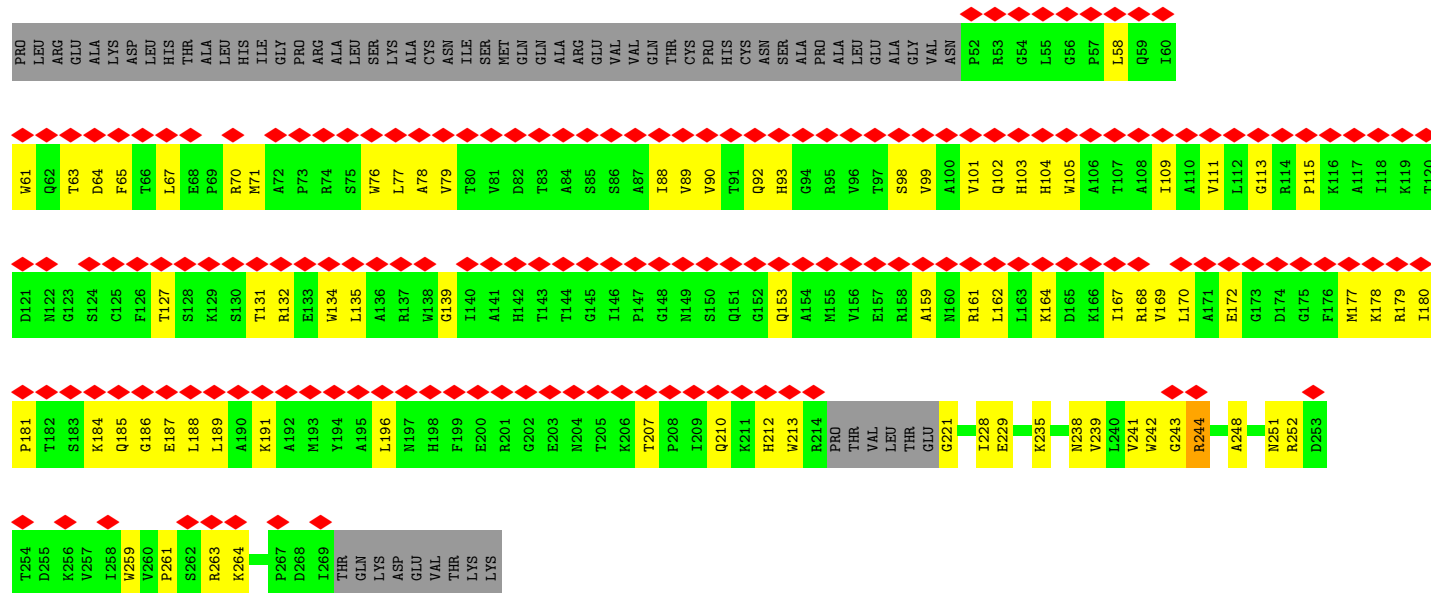 PRO LEU ARG GLU ALA LYS ASP LEU HIS THR ALA LEU HIS ILE GLY PRO ARG ALA LEU SER LYS ALA CYS ASN ILE SER MET GLN GLN ALA ARG GLU VAL VAL GLN THR CYS PRO HIS CYS ASN SER ALA PRO ALA LEU GLU ALA GLY VAL ASN P52 R53 G54 L55 G56 P57 L58 Q59 I60
W61 Q62 T63 D64 F65 T66 L67 E68 P69 R70 M71 A72 P73 R74 S75 W76 L77 A78 V79 T80 V81 D82 T83 A84 S85 S86 A87 I88 V89 V90 T91 Q92 H93 G94 R95 V96 T97 S98 V99 A100 V101 Q102 H103 H104 W105 A106 T107 A108 I109 A110 V111 L112 G113 R114 P115 K116 A117 I118 K119 T120
D121 N122 G123 S124 C125 F126 T127 S128 K129 S130 T131 R132 E133 W134 L135 A136 R137 W138 G139 I140 A141 H142 T143 T144 G145 I146 P147 G148 N149 S150 Q151 G152 Q153 A154 M155 V156 E157 R158 A159 N160 R161 L162 L163 K164 D165 K166 I167 R168 V169 L170 A171 E172 G173 D174 G175 F176 M177 K178 R179 I180
P181 T182 S183 K184 Q185 G186 E187 L188 L189 A190 K191 A192 M193 Y194 A195 L196 N197 H198 F199 E200 R201 G202 E203 N204 T205 K206 T207 P208 I209 Q210 K211 H212 W213 R214 PRO THR VAL LEU THR GLU G221 I228 E229 K235 N238 V239 L240 V241 W242 G243 R244 A248 N251 R252 D253
T254 D255 K256 V257 I258 W259 V260 P261 S262 R263 K264 P267 D268 I269 THR GLN LYS ASP GLU VAL THR LYS LYS